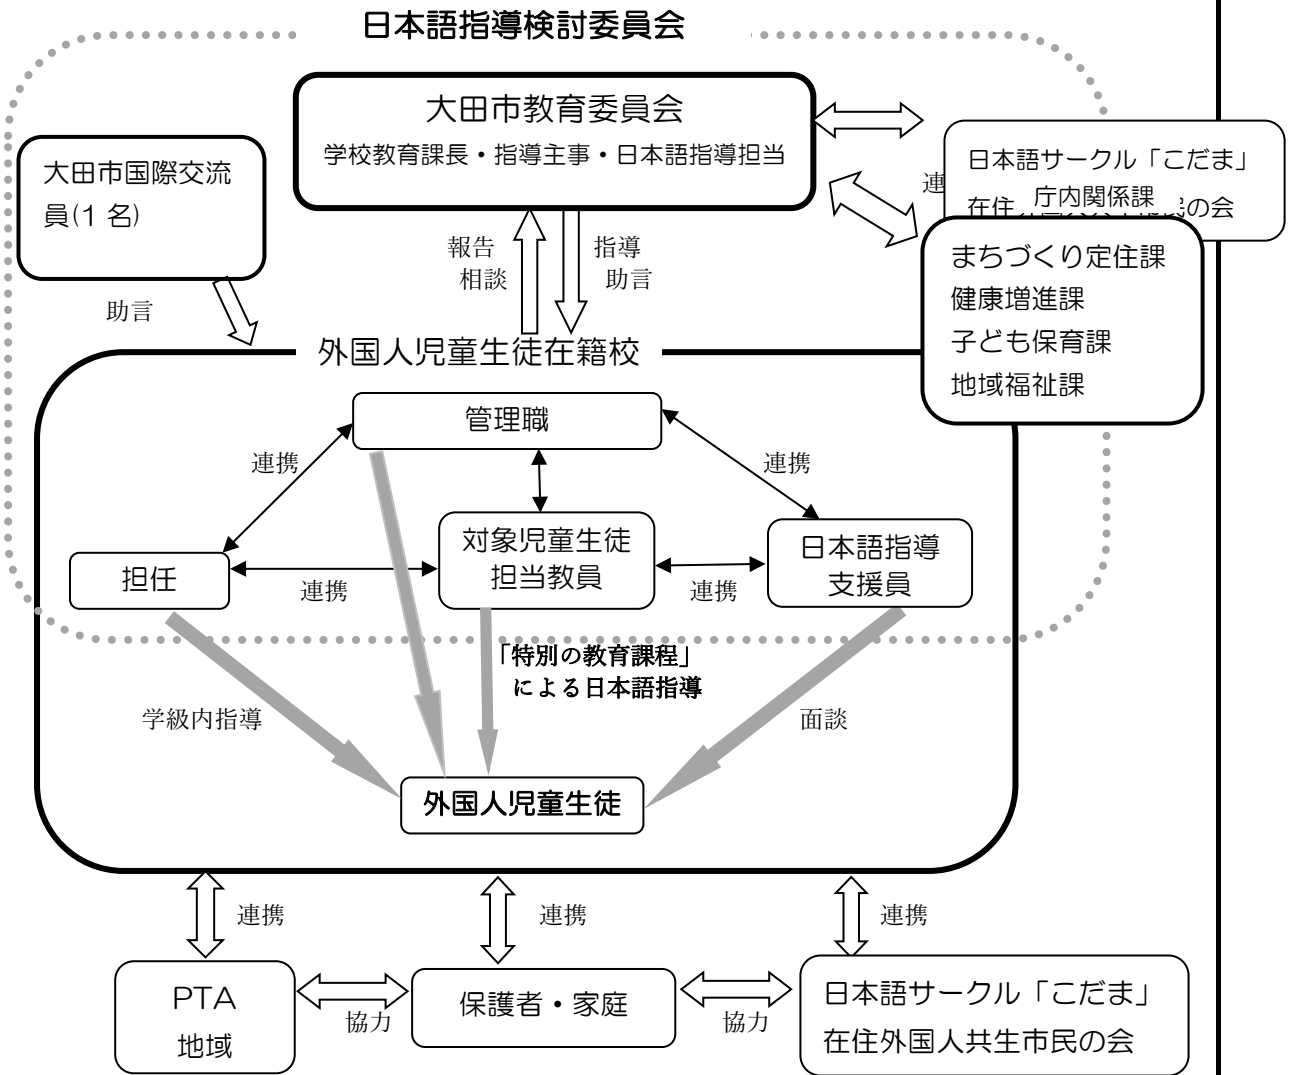 日本語指導検討委員会
大田市教育委員会
学校教育課長・指導主事・日本語指導担当
大田市国際交流
員(1 名)
日本語サークル「こだま」
連
在住
民の会
庁内関係課
まちづくり定住課
健康増進課
子ども保育課
地域福祉課
報告
相談
指導
助言
助言
外国人児童生徒在籍校
管理職
連携
連携
対象児童生徒
担当教員
日本語指導
支援員
担任
連携
連携
「特別の教育課程」
による日本語指導
学級内指導
面談
外国人児童生徒
連携
連携
連携
PTA
地域
協力
保護者・家庭
協力
日本語サークル「こだま」
在住外国人共生市民の会